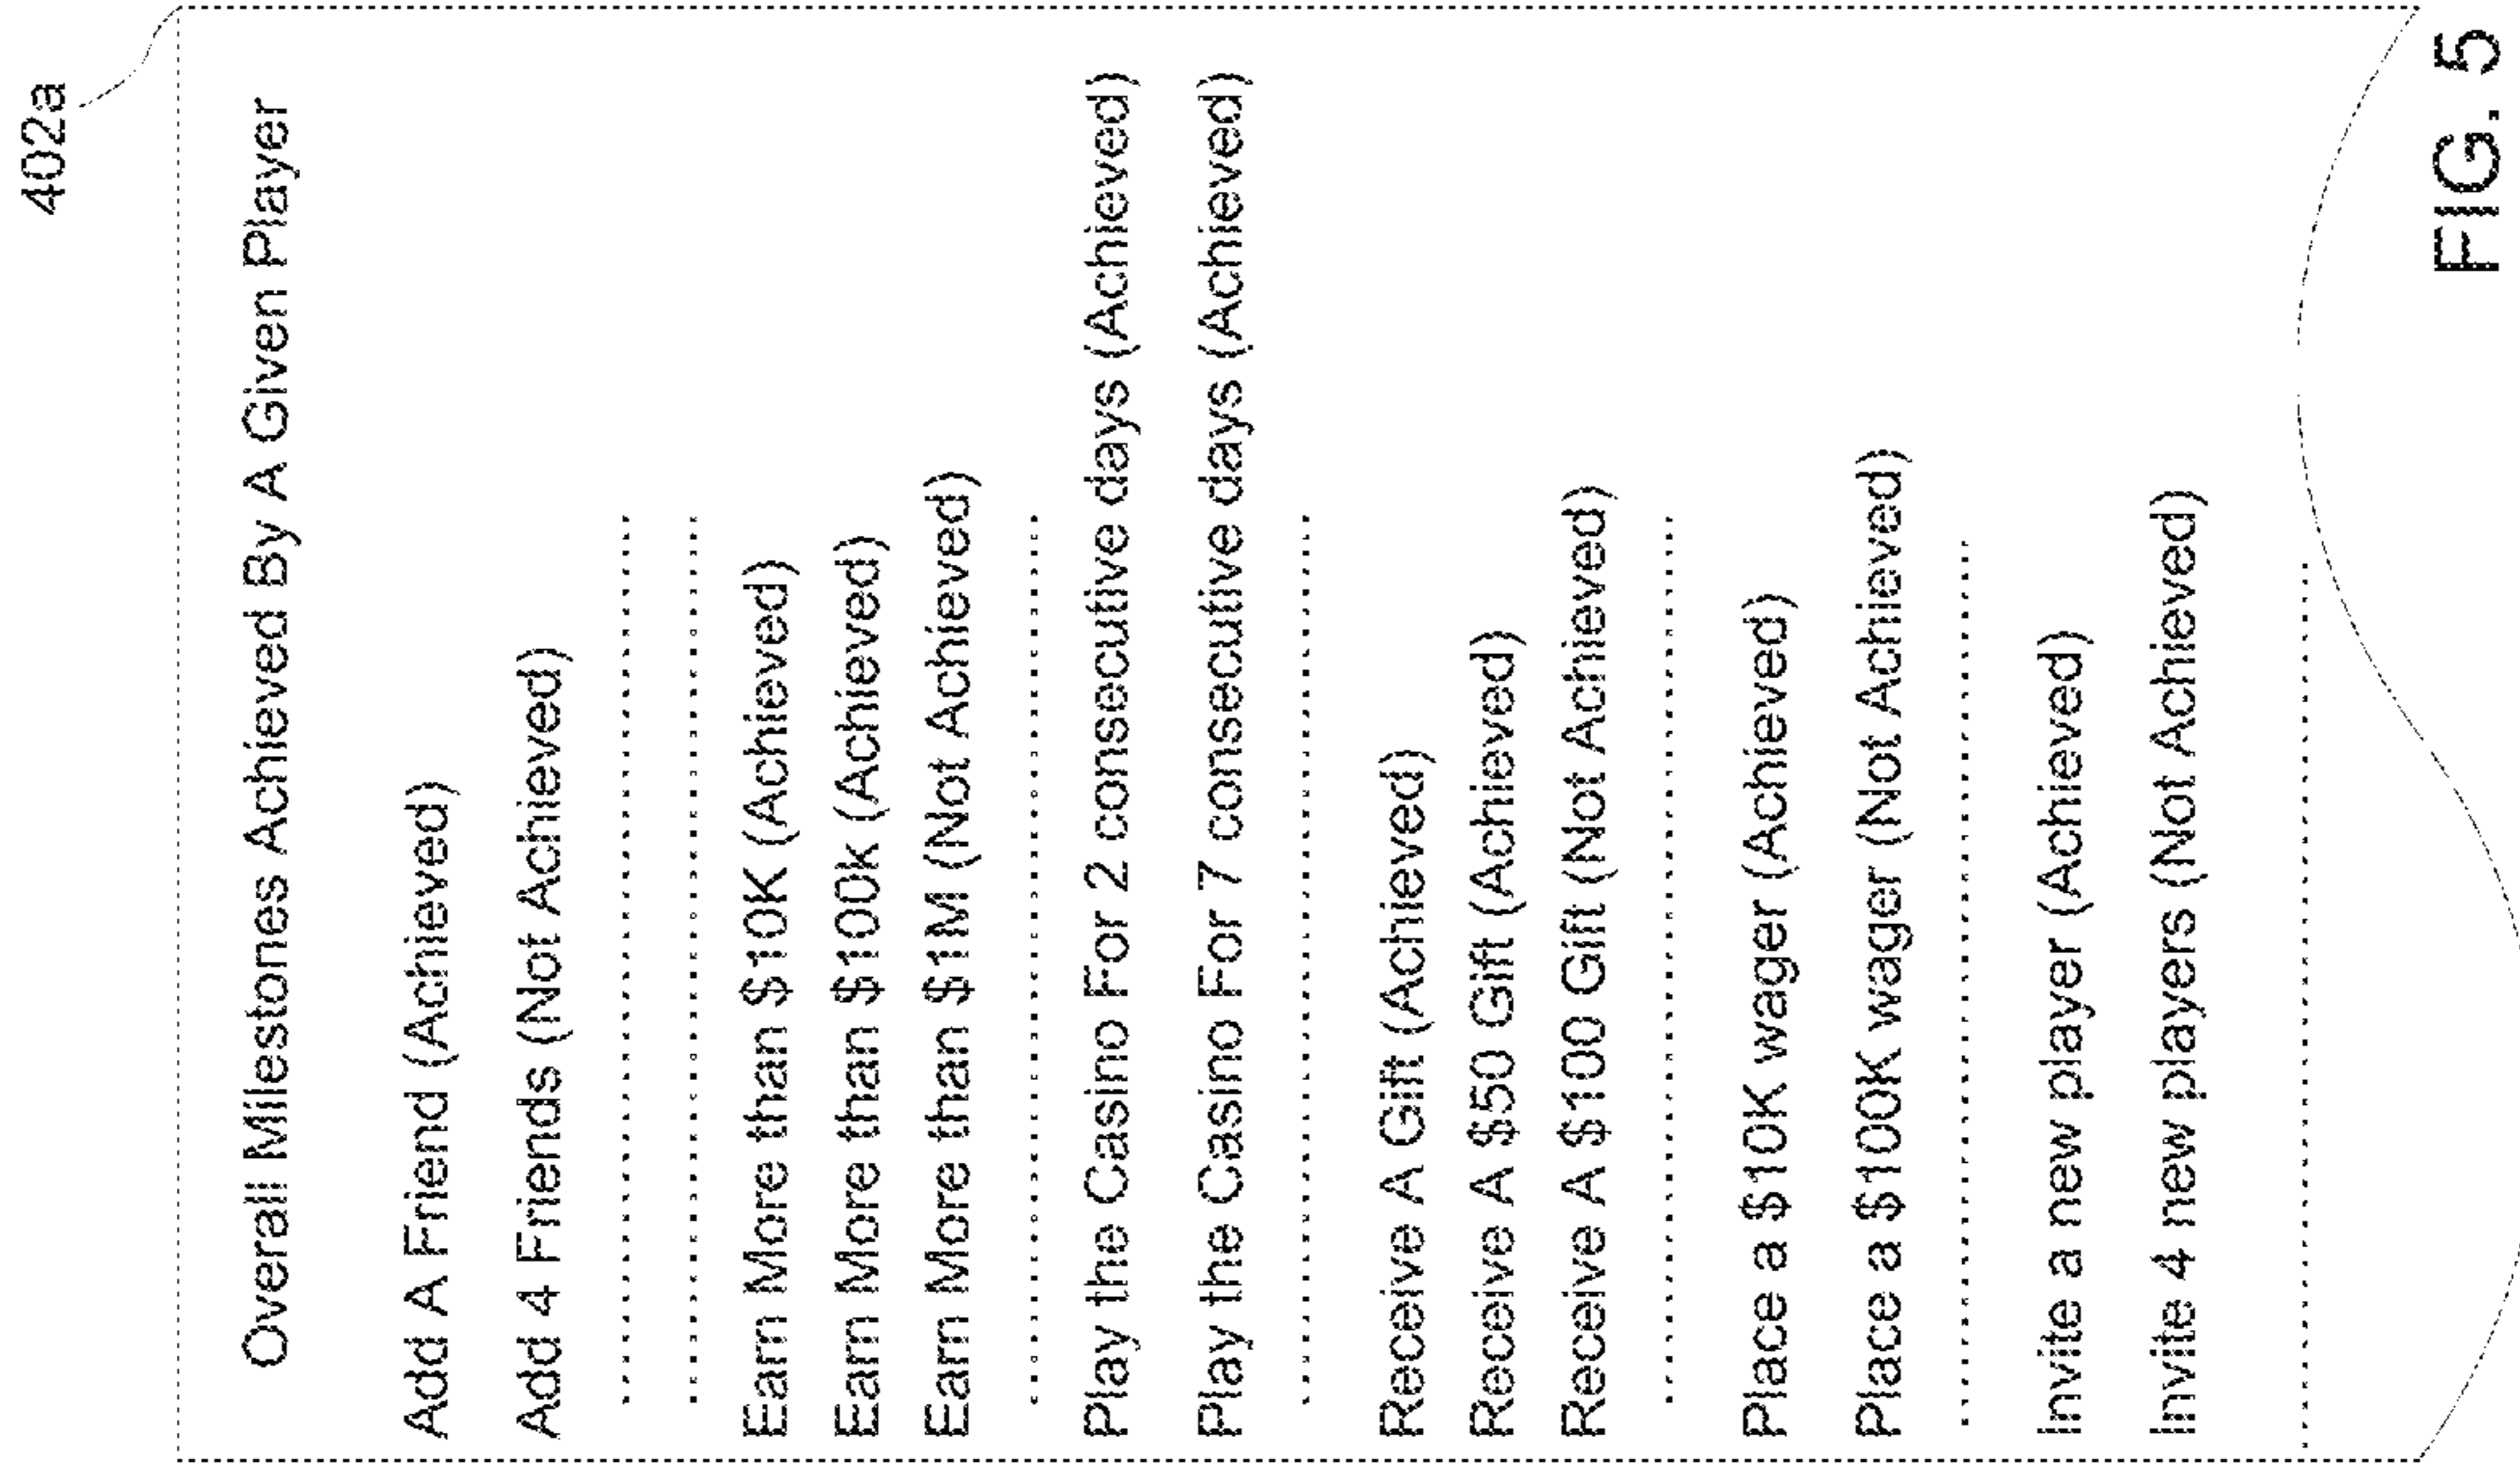 402a
Overall Milestones Achieved By A Given Player
Add A Friend (Achieved)
Add 4 Friends (Not Achieved)
Earn More than $10K (Achieved)
Earn More than $100k (Achieved)
Earn More than $1M (Not Achieved)
Play the Casino For 2 consecutive days (Achieved)
Play the Casino For 7 consecutive days (Achieved)
Receive A Gift (Achieved)
Receive A $50 Gift (Achieved)
Receive A $100 Gift (Not Achieved)
Place a $10K wager (Achieved)
Place a $100K wager (Not Achieved)
Invite a new player (Achieved)
Invite 4 new players (Not Achieved)
FIG. 5